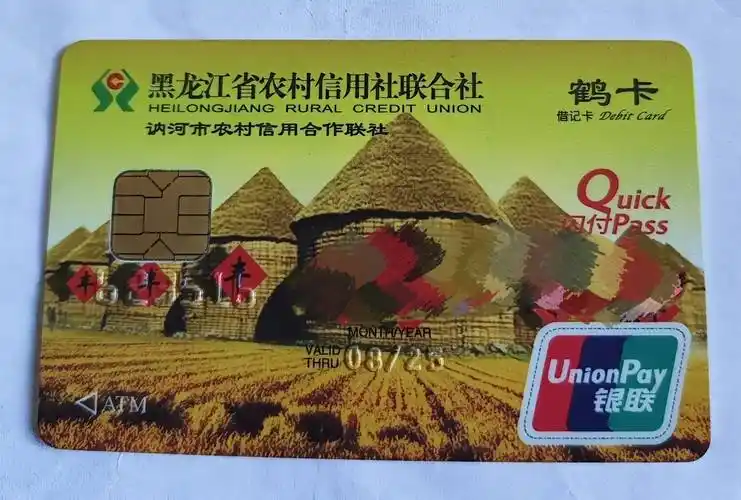 黑龙江省农村信用社联合社
HEILONGJIANG RURAL CREDIT UNION
讷河市农村信用合作联社
鹤卡
借记卡 Debit Card
Quick
闪付Pass
丰 丰
MONTH/YEAR
VALID
THRU
ATM
UnionPay
银联